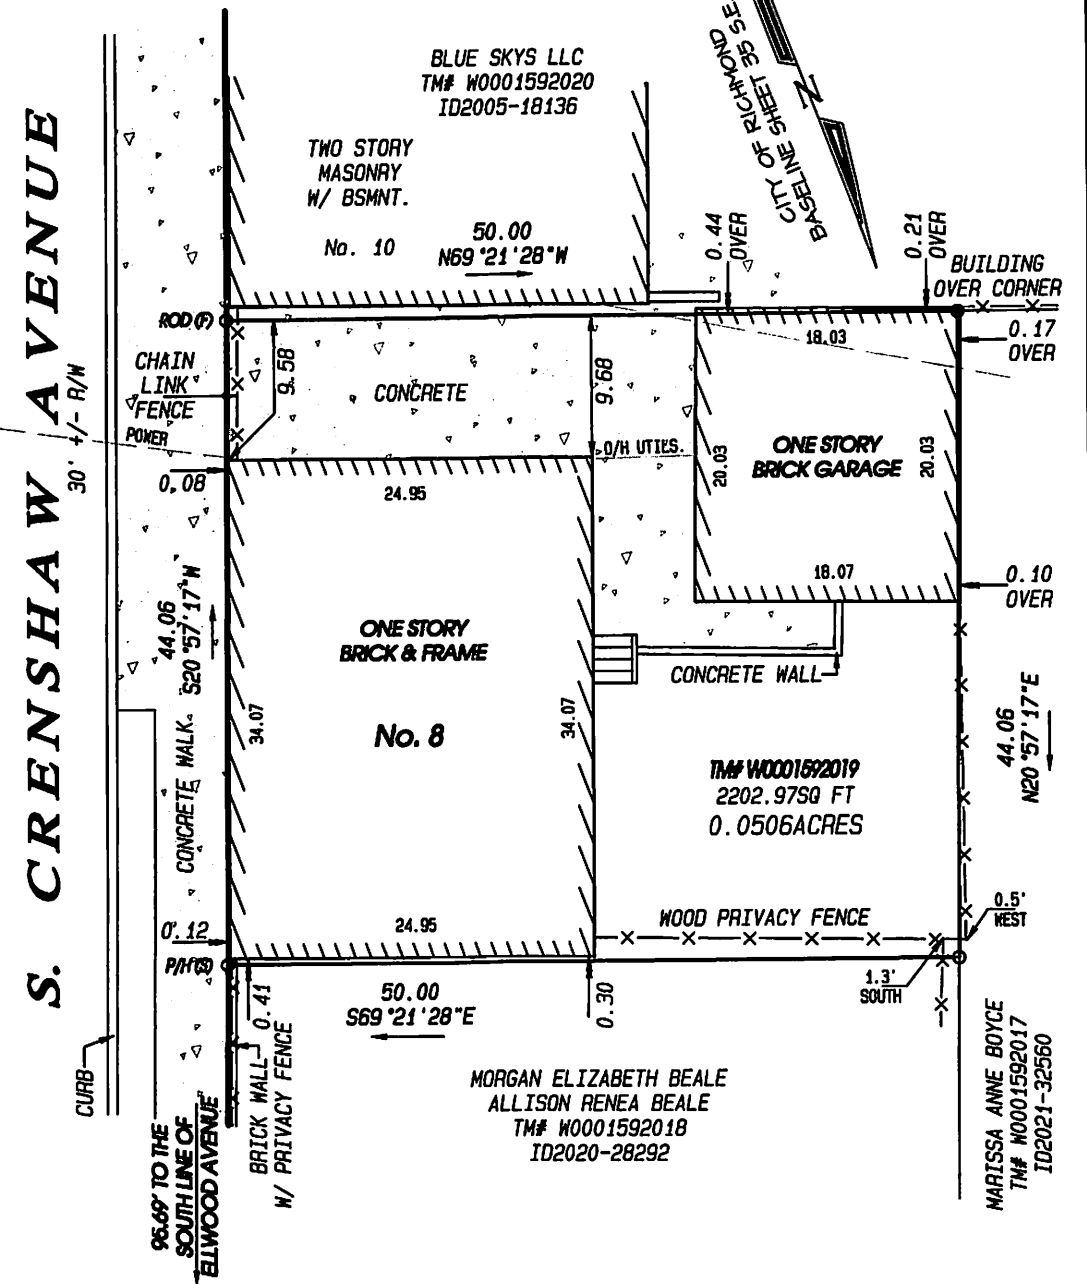 S. CRENSHAW AVENUE
30' +/- R/W
BLUE SKYS LLC
TM# W0001592020
ID2005-18136
TWO STORY
MASONRY
W/ BSMNT.
No. 10
50.00
N69°21'28"W
CITY OF RICHMOND
BASELINE SHEET 35 S.E.
N
0.44
OVER
0.21
OVER
BUILDING
OVER CORNER
0.17
OVER
ROD(F)
CHAIN
LINK
FENCE
POWER
9.58
CONCRETE
9.68
O/H UTILS.
18.03
ONE STORY
BRICK GARAGE
20.03
20.03
18.07
0.10
OVER
0.08
24.95
44.06
S20°57'17"W
CONCRETE WALK
ONE STORY
BRICK & FRAME
No. 8
34.07
34.07
CONCRETE WALL
TM# W0001592019
2202.97SQ FT
0.0506ACRES
44.06
N20°57'17"E
0.12
24.95
WOOD PRIVACY FENCE
0.5'
WEST
P/H(S)
0.41
50.00
S69°21'28"E
0.30
1.3'
SOUTH
CURB
95.69' TO THE
SOUTH LINE OF
ELLWOOD AVENUE
BRICK WALL
W/ PRIVACY FENCE
MORGAN ELIZABETH BEALE
ALLISON RENEA BEALE
TM# W0001592018
ID2020-28292
MARISSA ANNE BOYCE
TM# W0001592017
ID2021-32560